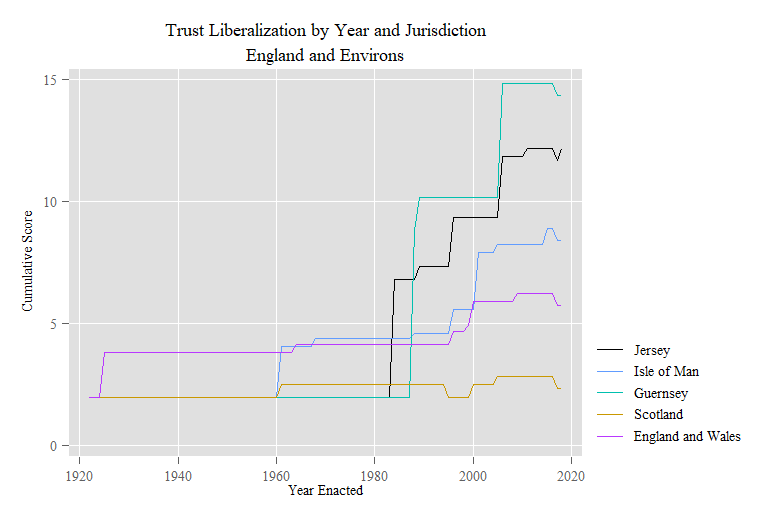 Trust Liberalization by Year and Jurisdiction
England and Environs
15
10
5
0
Cumulative Score
1920 1940 1960 1980 2000 2020
Year Enacted
Jersey
Isle of Man
Guernsey
Scotland
England and Wales